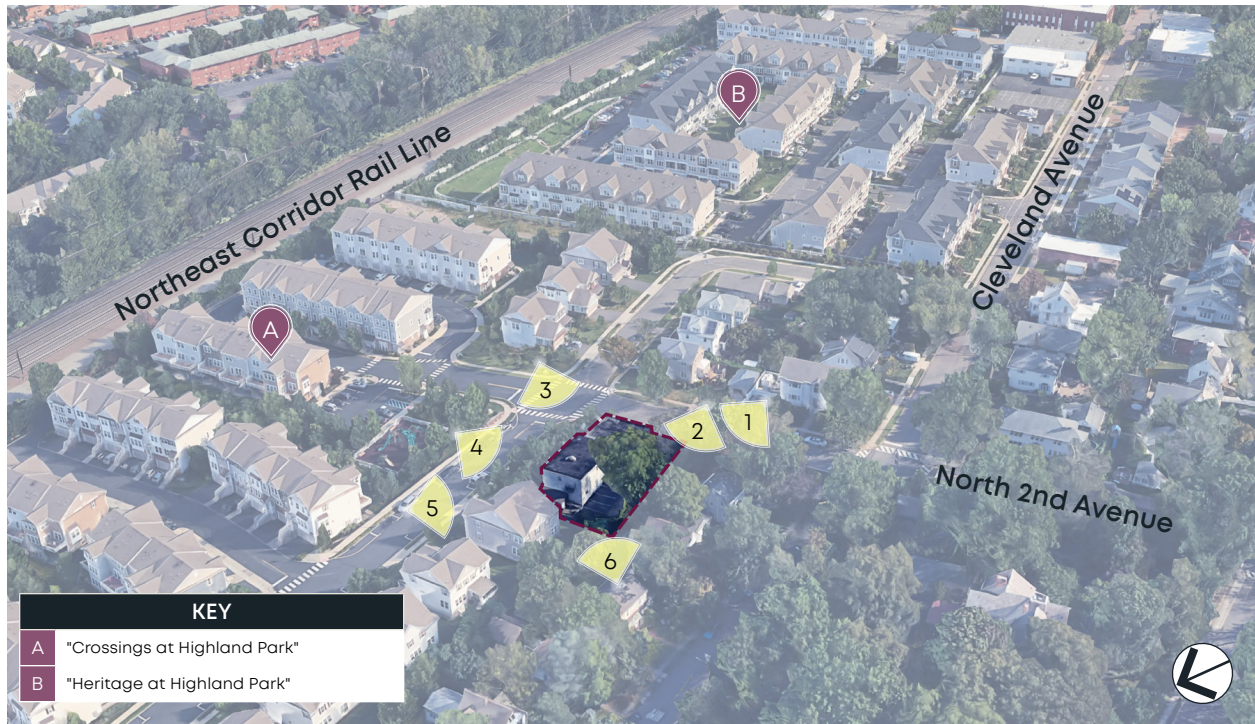 B
Northeast Corridor Rail Line
Cleveland Avenue
A
3
2
1
4
5
6
North 2nd Avenue
KEY
A "Crossings at Highland Park"
B "Heritage at Highland Park"